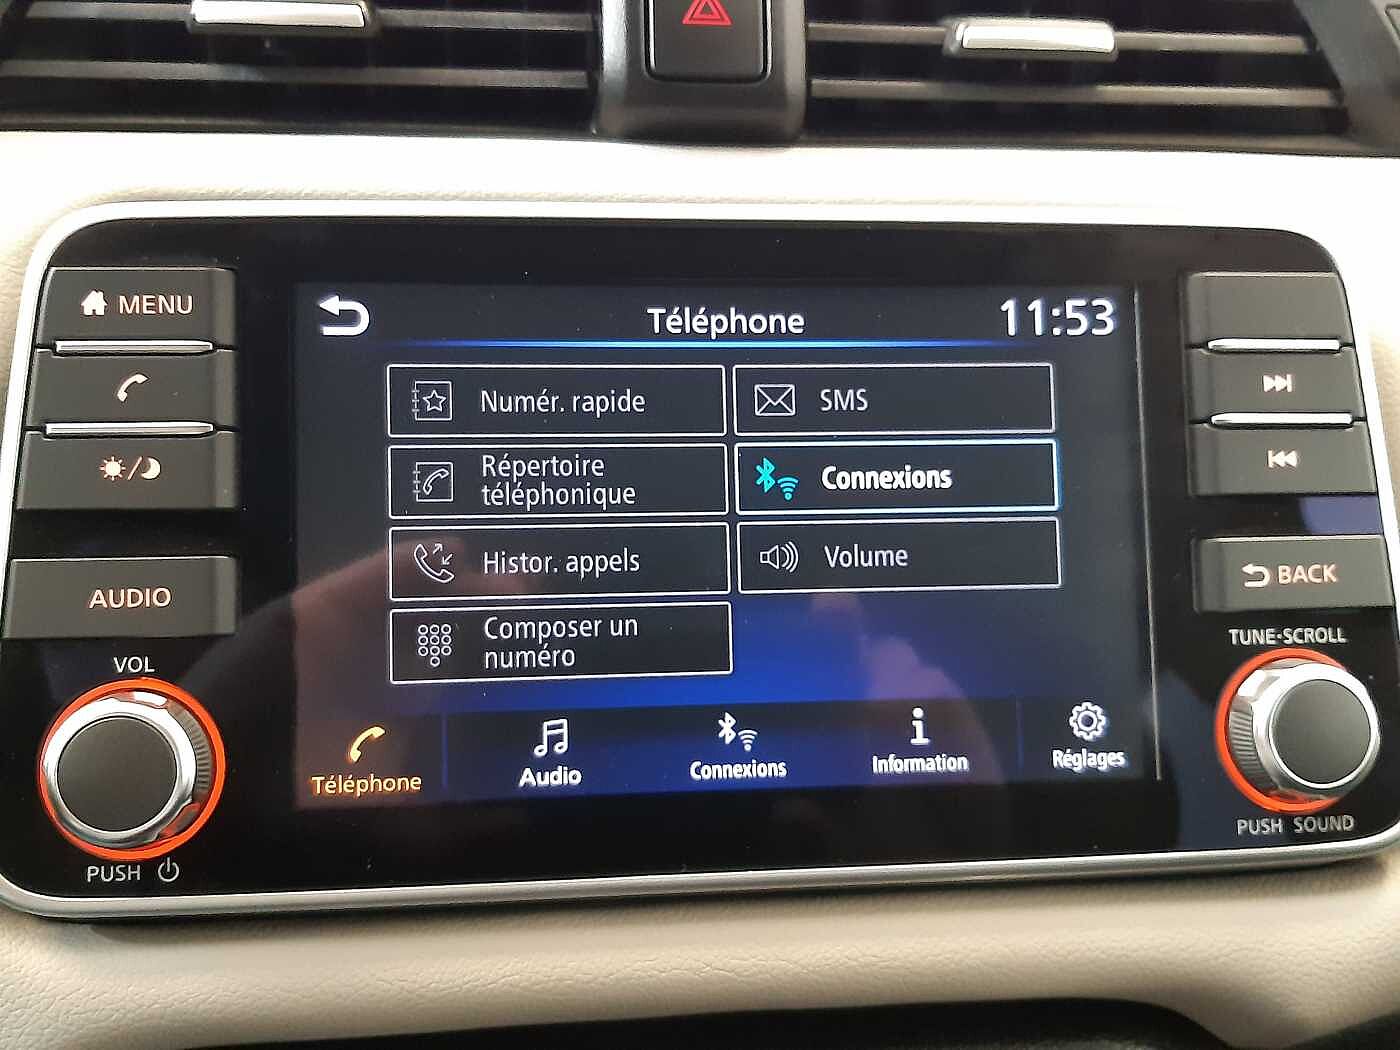 MENU
AUDIO
VOL
PUSH
Téléphone
11:53
Numér. rapide
SMS
Répertoire
téléphonique
Connexions
Histor. appels
Volume
Composer un
numéro
Téléphone
Audio
Connexions
Information
Réglages
BACK
TUNE·SCROLL
PUSH SOUND